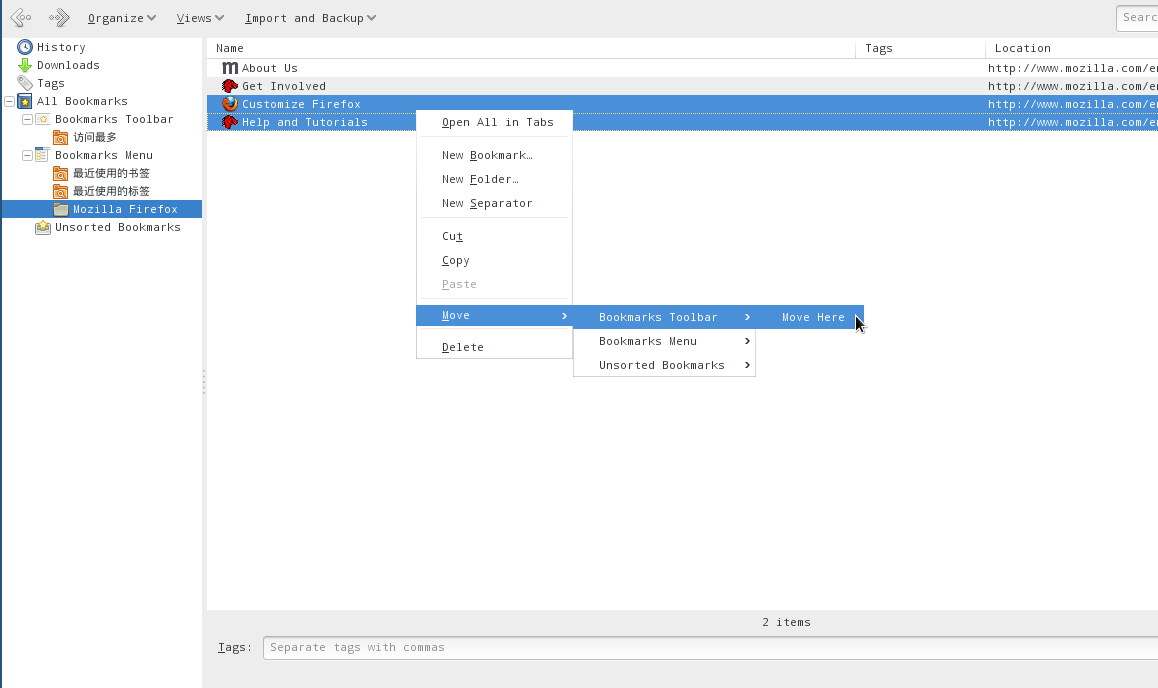 Organize Views Import and Backup
History
Downloads
Tags
All Bookmarks
Bookmarks Toolbar
访问最多
Bookmarks Menu
最近使用的书签
最近使用的标签
Mozilla Firefox
Unsorted Bookmarks
Name Tags Location
About Us http://www.mozilla.com/
Get Involved http://www.mozilla.com/
Customize Firefox http://www.mozilla.com/
Help and Tutorials http://www.mozilla.com/
Open All in Tabs
New Bookmark…
New Folder…
New Separator
Cut
Copy
Paste
Move
Delete
Bookmarks Toolbar
Bookmarks Menu
Unsorted Bookmarks
Move Here
2 items
Tags: Separate tags with commas